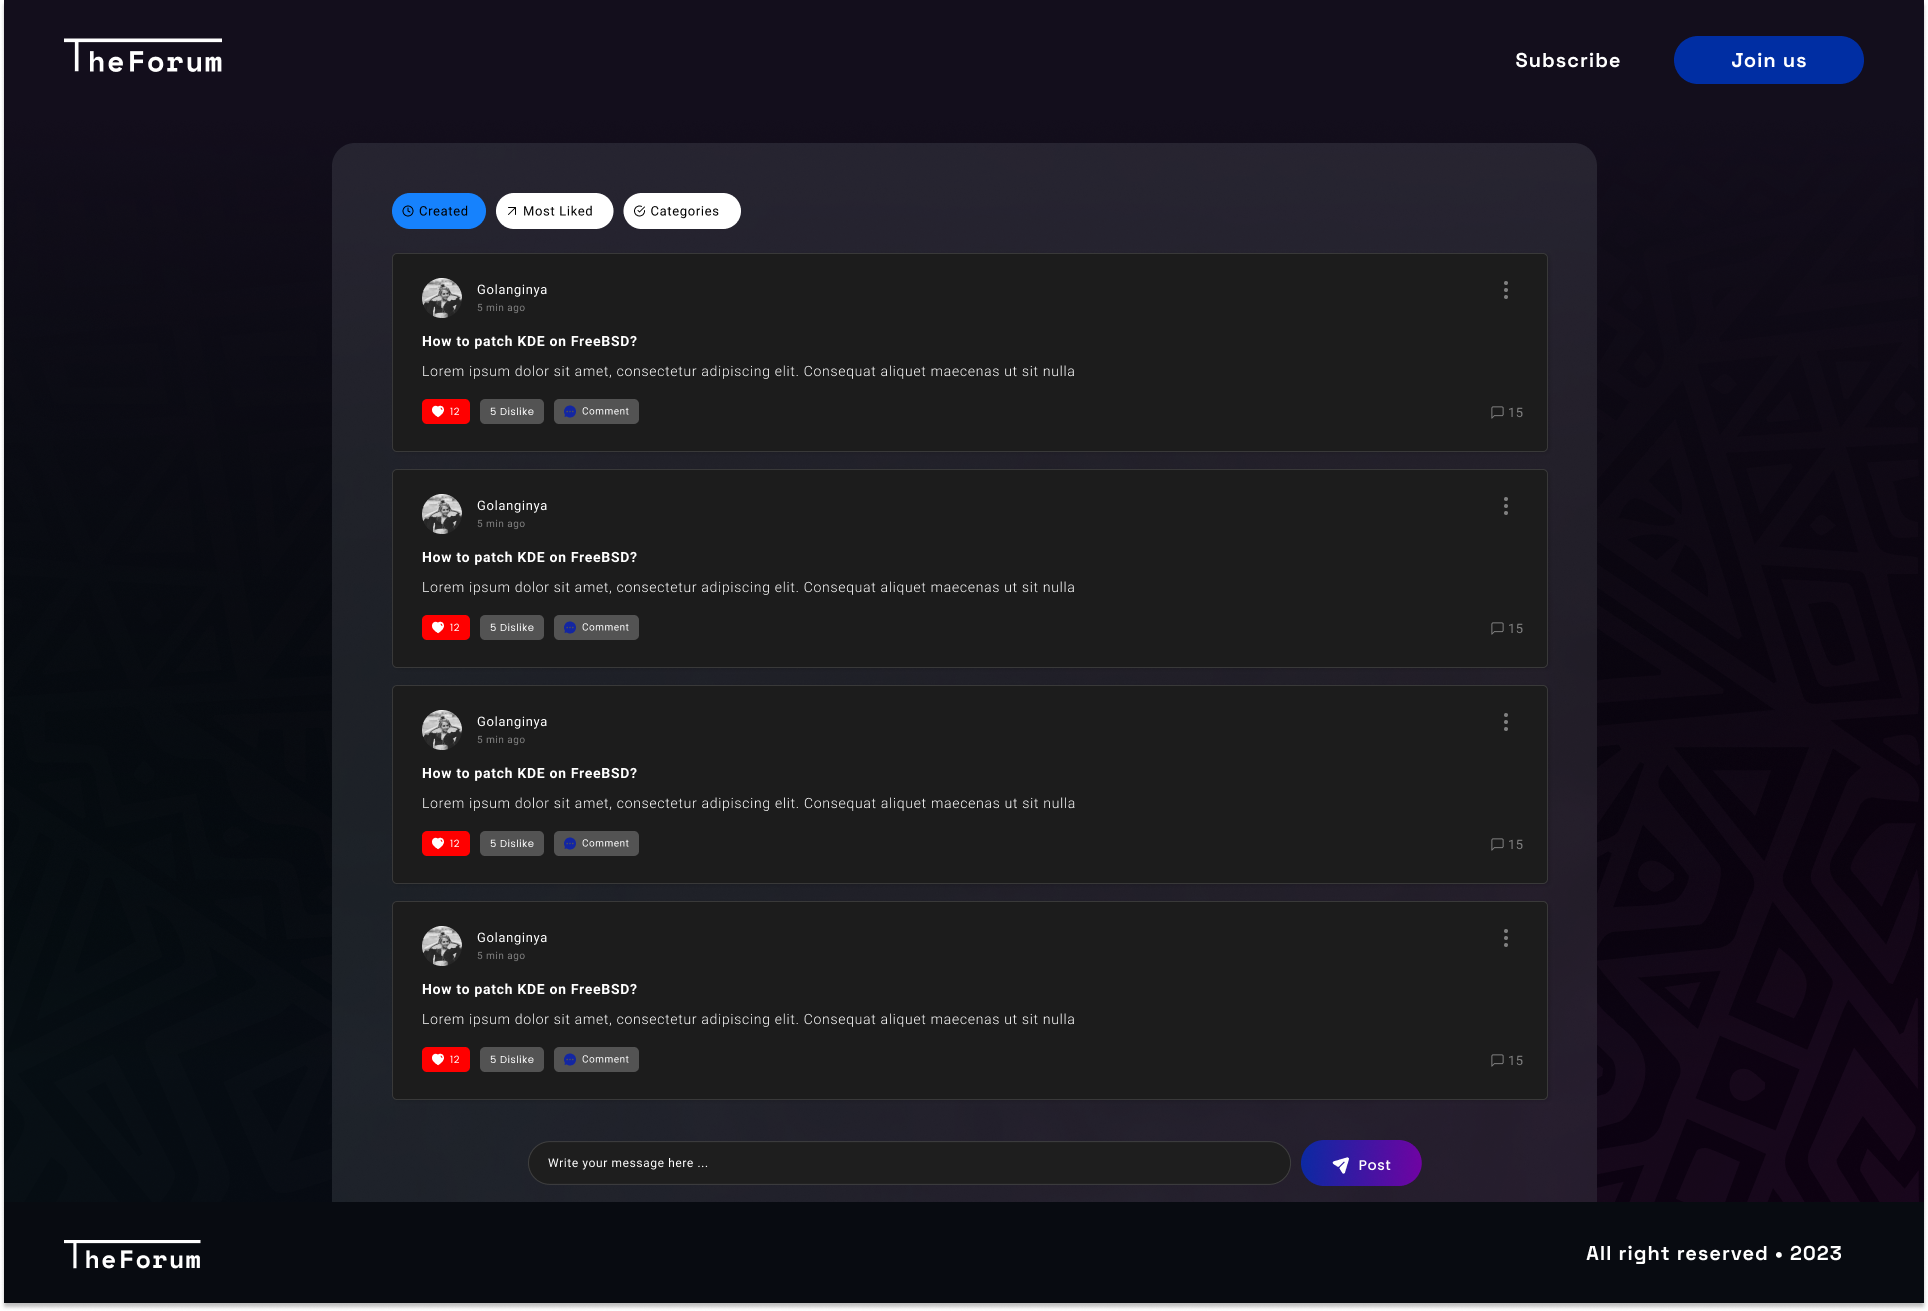 TheForum
Subscribe
Join us
Created
Most Liked
Categories
Golanginya
5 min ago
How to patch KDE on FreeBSD?
Lorem ipsum dolor sit amet, consectetur adipiscing elit. Consequat aliquet maecenas ut sit nulla
12
5 Dislike
Comment
15
Golanginya
5 min ago
How to patch KDE on FreeBSD?
Lorem ipsum dolor sit amet, consectetur adipiscing elit. Consequat aliquet maecenas ut sit nulla
12
5 Dislike
Comment
15
Golanginya
5 min ago
How to patch KDE on FreeBSD?
Lorem ipsum dolor sit amet, consectetur adipiscing elit. Consequat aliquet maecenas ut sit nulla
12
5 Dislike
Comment
15
Golanginya
5 min ago
How to patch KDE on FreeBSD?
Lorem ipsum dolor sit amet, consectetur adipiscing elit. Consequat aliquet maecenas ut sit nulla
12
5 Dislike
Comment
15
Write your message here ...
Post
TheForum
All right reserved • 2023